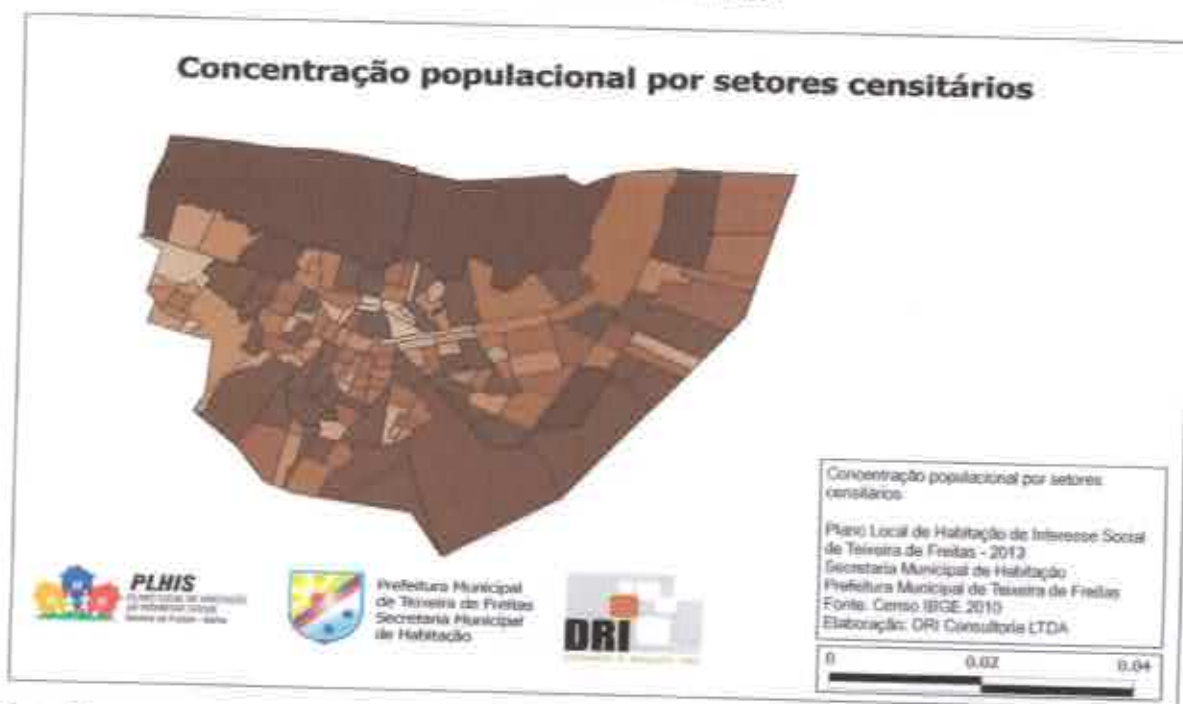 Concentração populacional por setores censitários
Concentração populacional por setores
censitários
Plano Local de Habitação de Interesse Social
de Teixeira de Freitas - 2013
Secretaria Municipal de Habitação
Prefeitura Municipal de Teixeira de Freitas
Fonte. Censo IBGE 2010
Elaboração: DRI Consultoria LTDA
0 0.02 0.04
PLHIS
Prefeitura Municipal
de Teixeira de Freitas
Secretaria Municipal
de Habitação
DRI